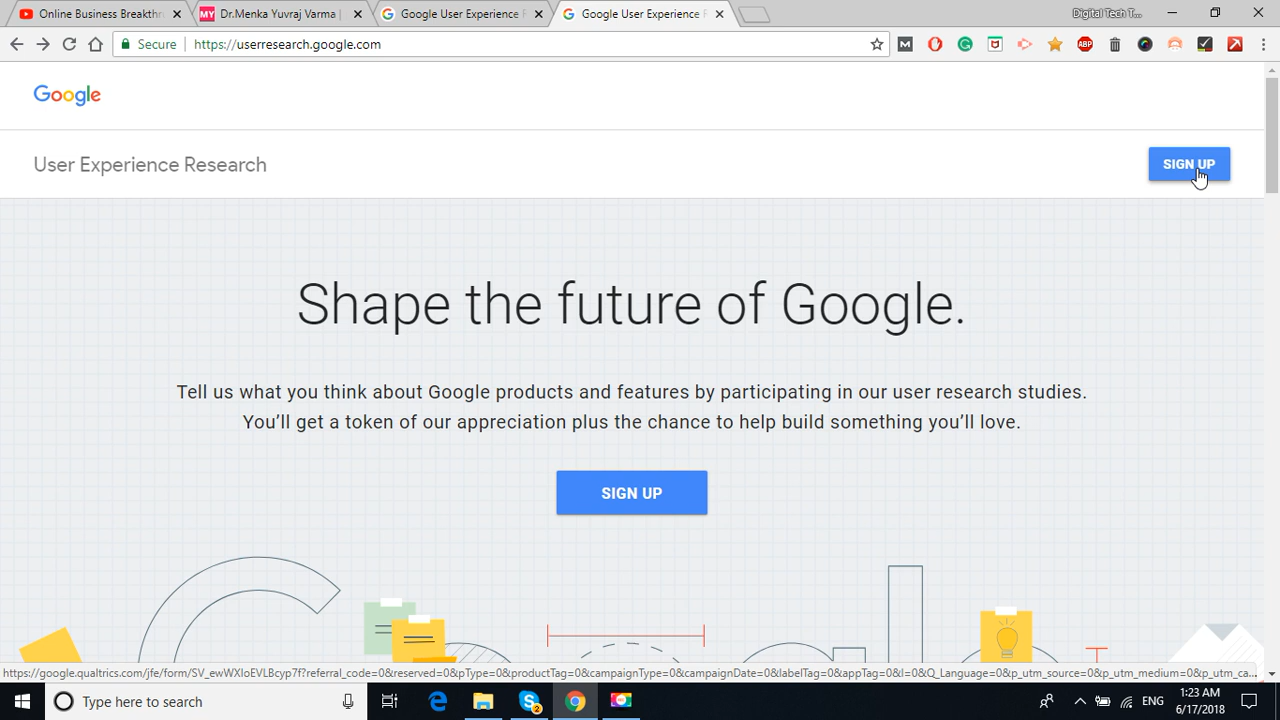 Online Business Breakthr
MY Dr.Menka Yuvraj Varma |
Google User Experience R
Google User Experience R
Digital Tech T...
Secure https://userresearch.google.com
M
G
ABP
Google
User Experience Research
SIGN UP
Shape the future of Google.
Tell us what you think about Google products and features by participating in our user research studies.
You’ll get a token of our appreciation plus the chance to help build something you’ll love.
SIGN UP
https://google.qualtrics.com/jfe/form/SV_ewWXIoEVLBcyp7f?referral_code=0&reserved=0&pType=0&productTag=0&campaignType=0&campaignDate=0&labelTag=0&appTag=0&l=0&Q_Language=0&p_utm_source=0&p_utm_medium=0&p_utm_ca...
Type here to search
2
ENG
1:23 AM
6/17/2018